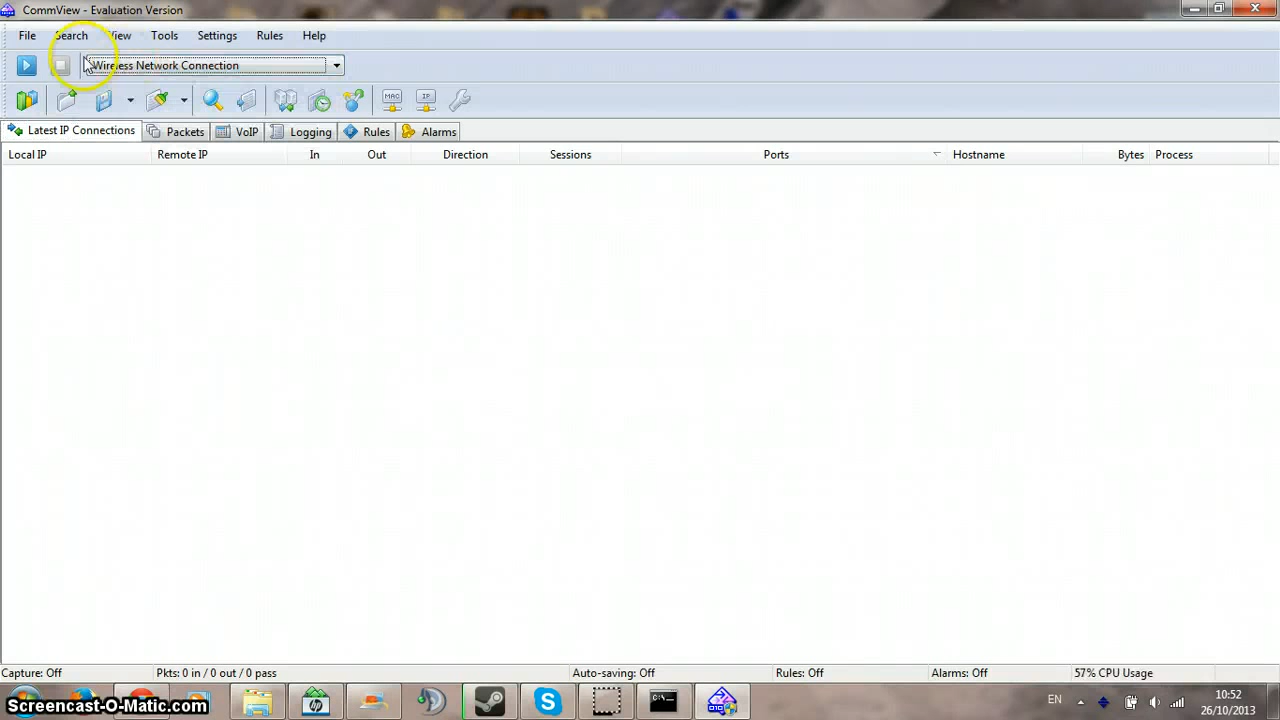 CommView - Evaluation Version
File Search View Tools Settings Rules Help
Wireless Network Connection
MAC IP
Latest IP Connections Packets VoIP Logging Rules Alarms
Local IP Remote IP In Out Direction Sessions Ports Hostname Bytes Process
Capture: Off Pkts: 0 in / 0 out / 0 pass Auto-saving: Off Rules: Off Alarms: Off 57% CPU Usage
EN 10:52
26/10/2013
Screencast-O-Matic.com